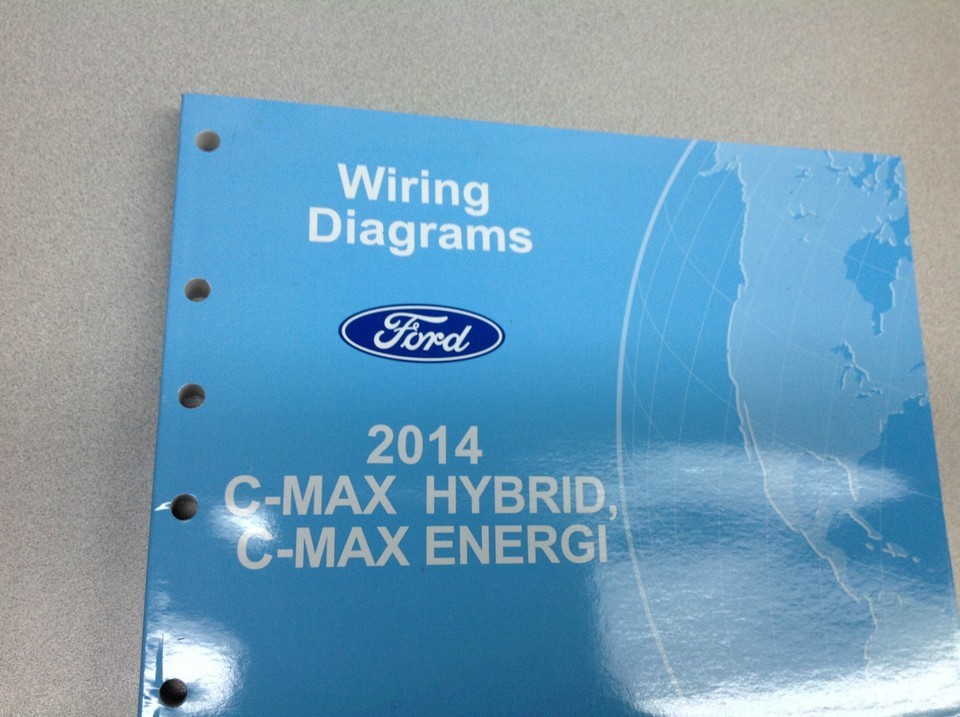 Wiring
Diagrams
Ford
2014
C-MAX HYBRID,
C-MAX ENERGI